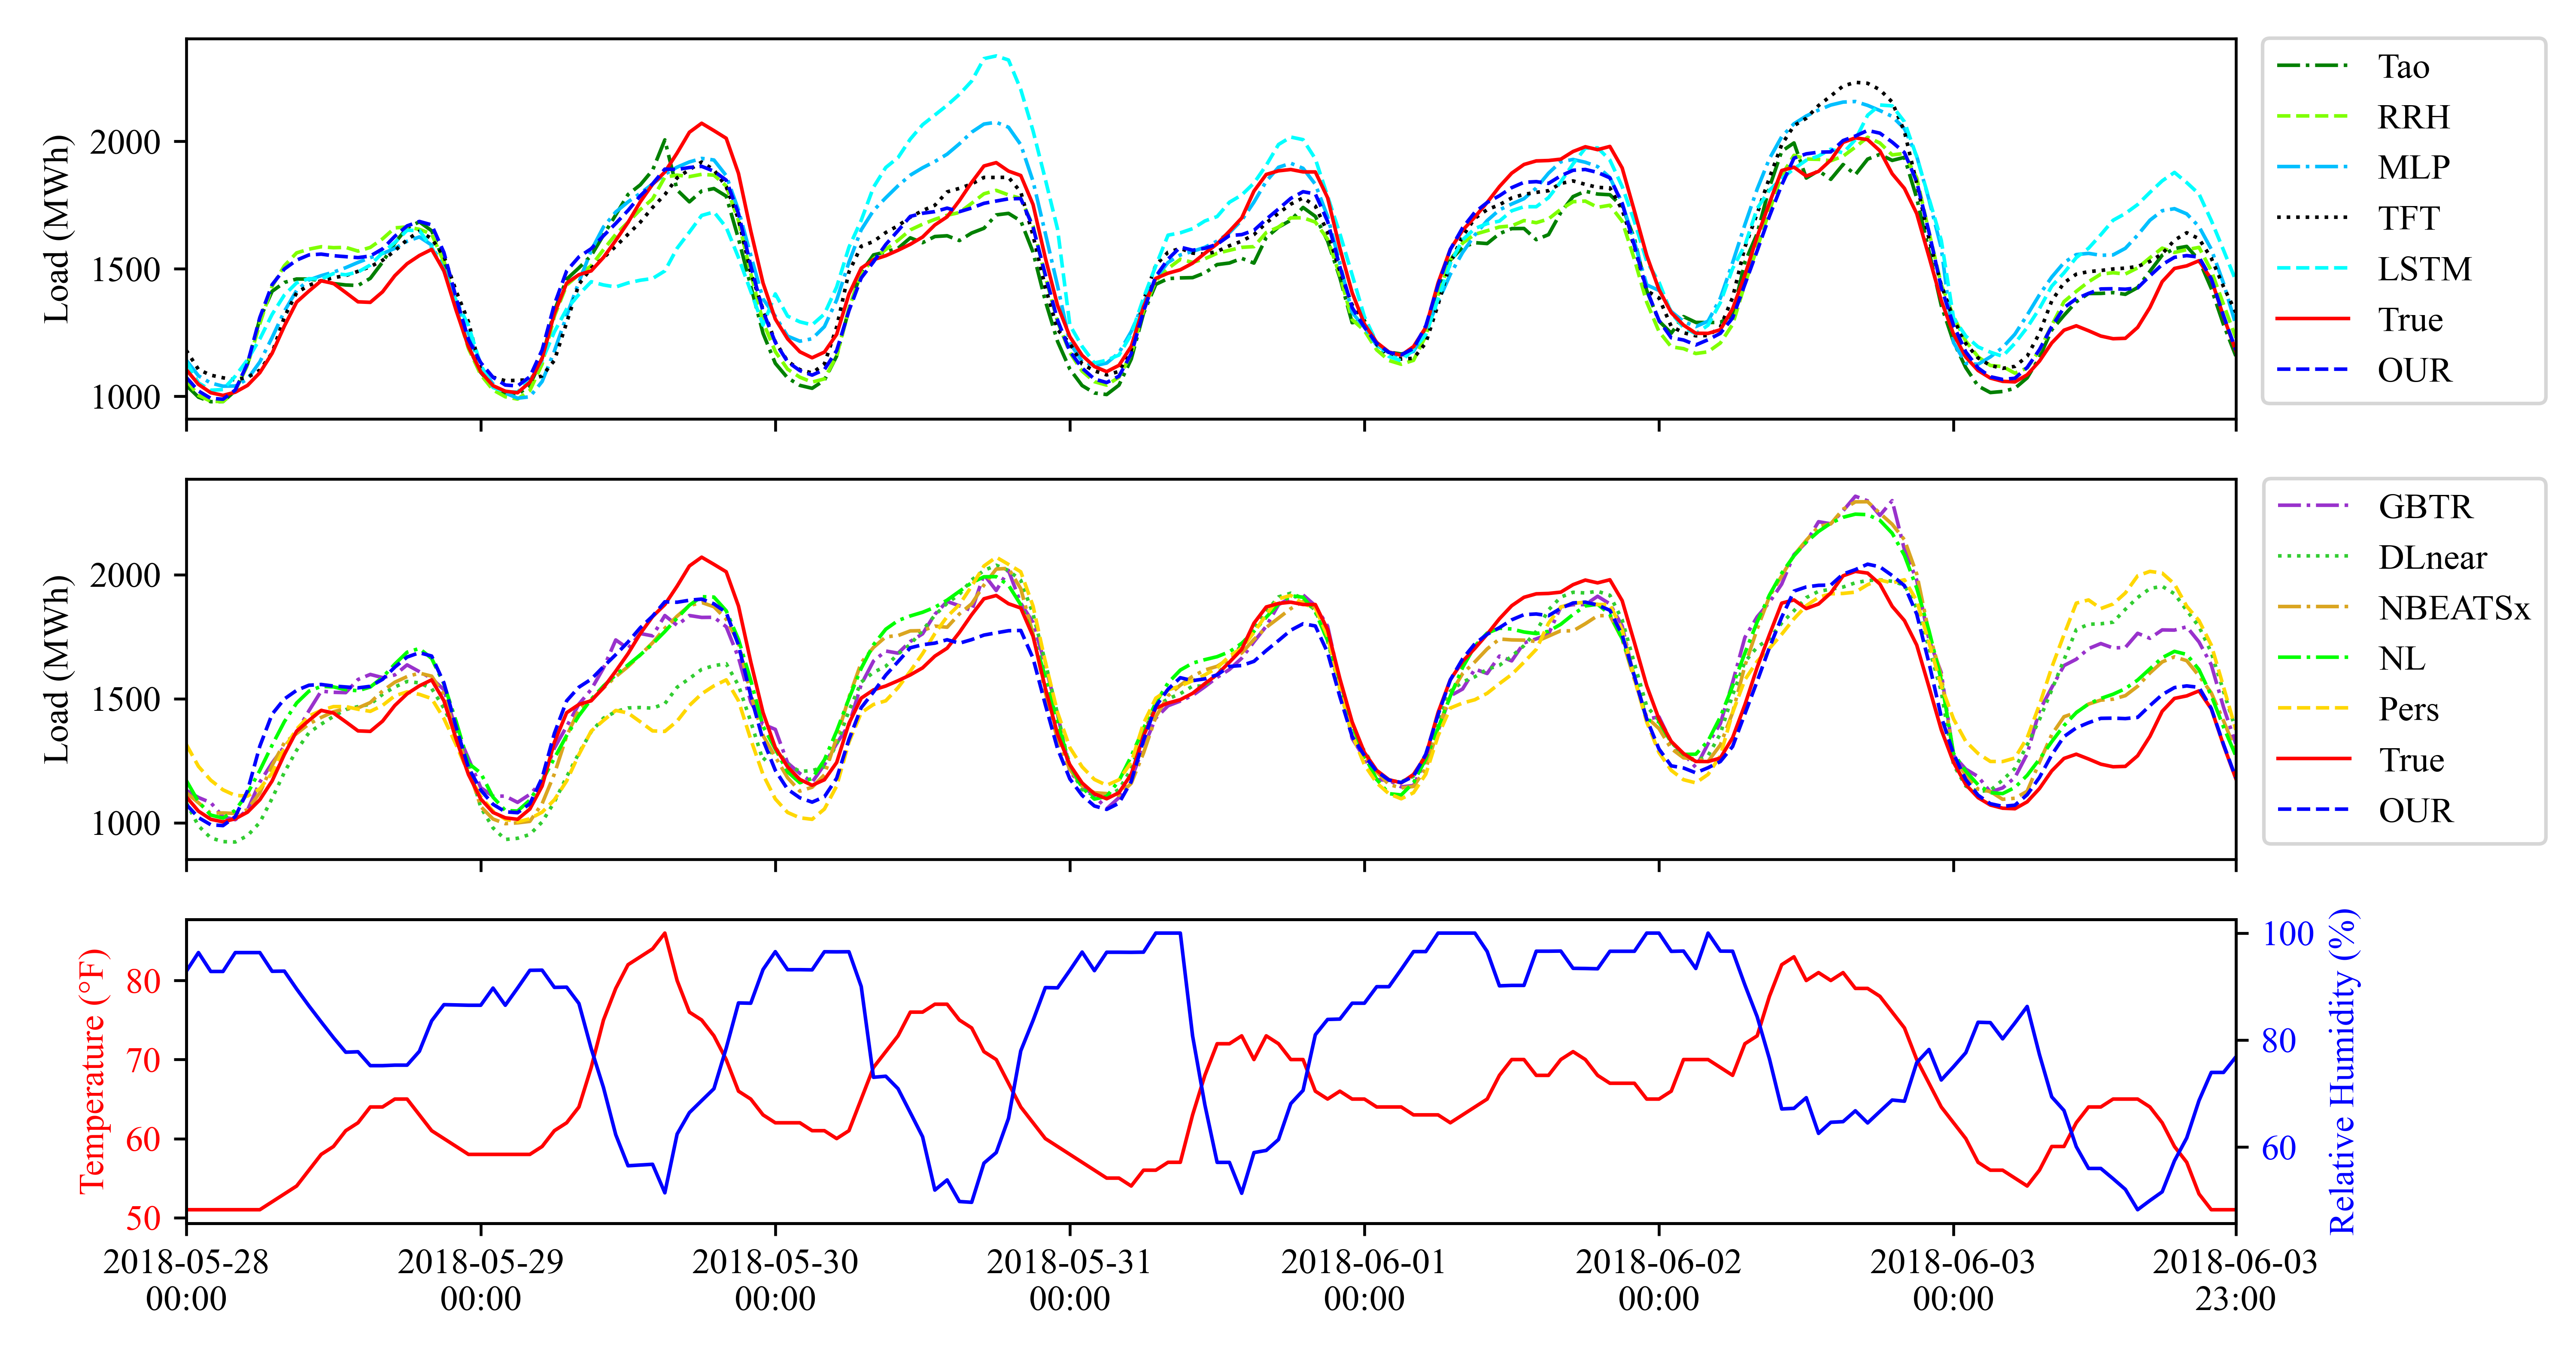 Load (MWh)
2000
1500
1000
Tao
RRH
MLP
TFT
LSTM
True
OUR
Load (MWh)
2000
1500
1000
GBTR
DLnear
NBEATSx
NL
Pers
True
OUR
Temperature (°F)
80
70
60
50
100
80
60
Relative Humidity (%)
2018-05-28 2018-05-29 2018-05-30 2018-05-31 2018-06-01 2018-06-02 2018-06-03 2018-06-03
00:00 00:00 00:00 00:00 00:00 00:00 00:00 23:00